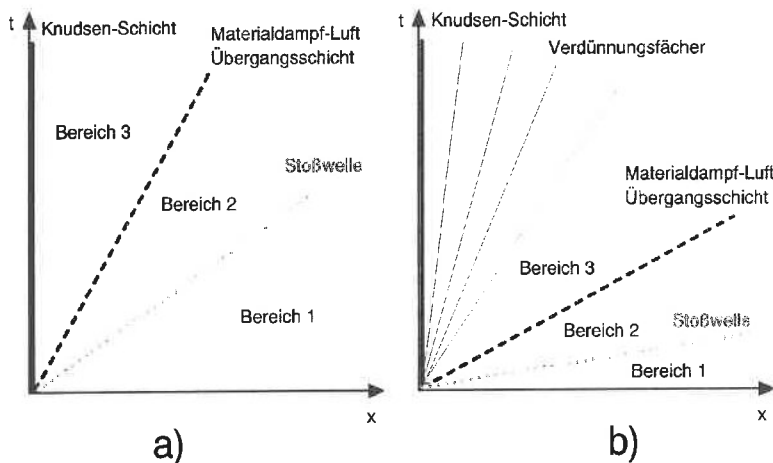 t
Knudsen-Schicht
Materialdampf-Luft
Übergangsschicht
Bereich 3
Stoßwelle
Bereich 2
Bereich 1
x
a)
t
Knudsen-Schicht
Verdünnungsfächer
Materialdampf-Luft
Übergangsschicht
Bereich 3
Bereich 2
Stoßwelle
Bereich 1
x
b)